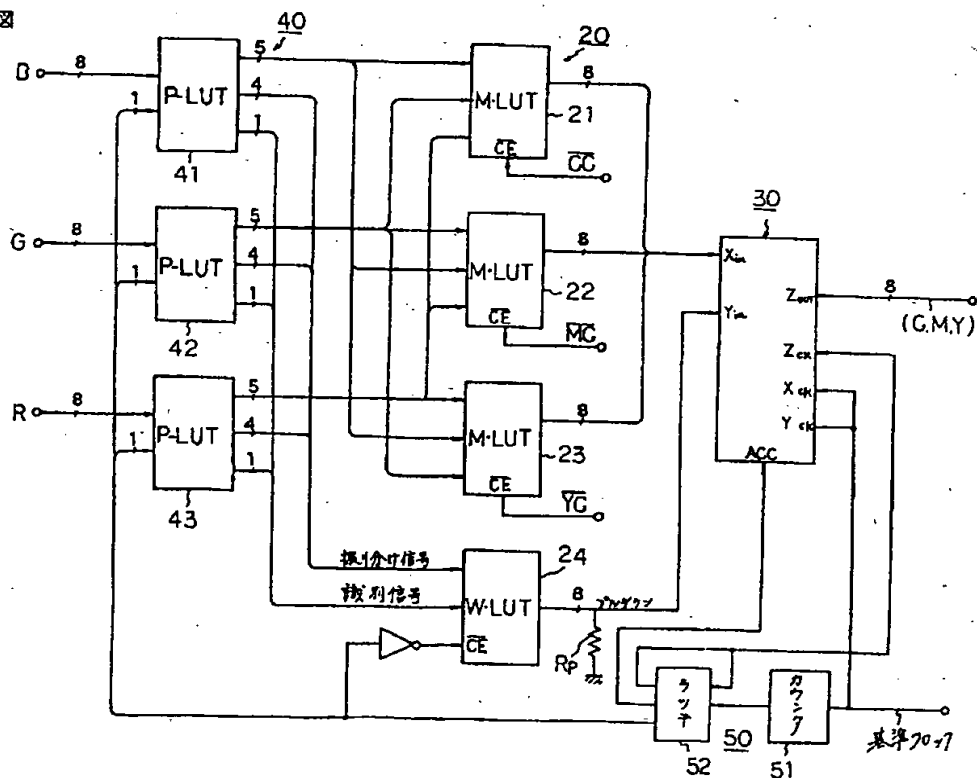 図
B 8 5 40 20 8
P-LUT 4 M·LUT
1 1 21
41 CE CC
G 8 5 8 30
P-LUT 4 M·LUT Xin
1 1 22 Yin Zout 8
42 CE MC (C,M,Y)
Zck
R 8 5 8 Xck
P-LUT 4 M·LUT Yck
1 1 23 ACC
43 CE YC
振り分け信号 24
識別信号 W·LUT 8 プルダウン
CE Rp
ラッチ 50 カウンタ 基準クロック
52 51